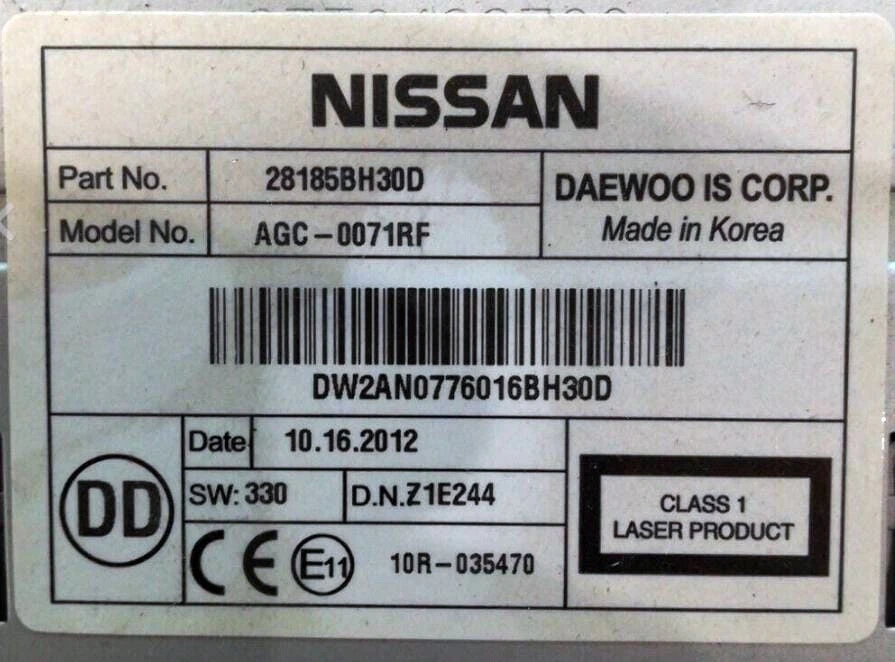 NISSAN
Part No. 28185BH30D
Model No. AGC-0071RF
DAEWOO IS CORP.
Made in Korea
DW2AN0776016BH30D
DD
Date 10.16.2012
SW: 330 D.N.Z1E244
CE E11 10R-035470
CLASS 1
LASER PRODUCT